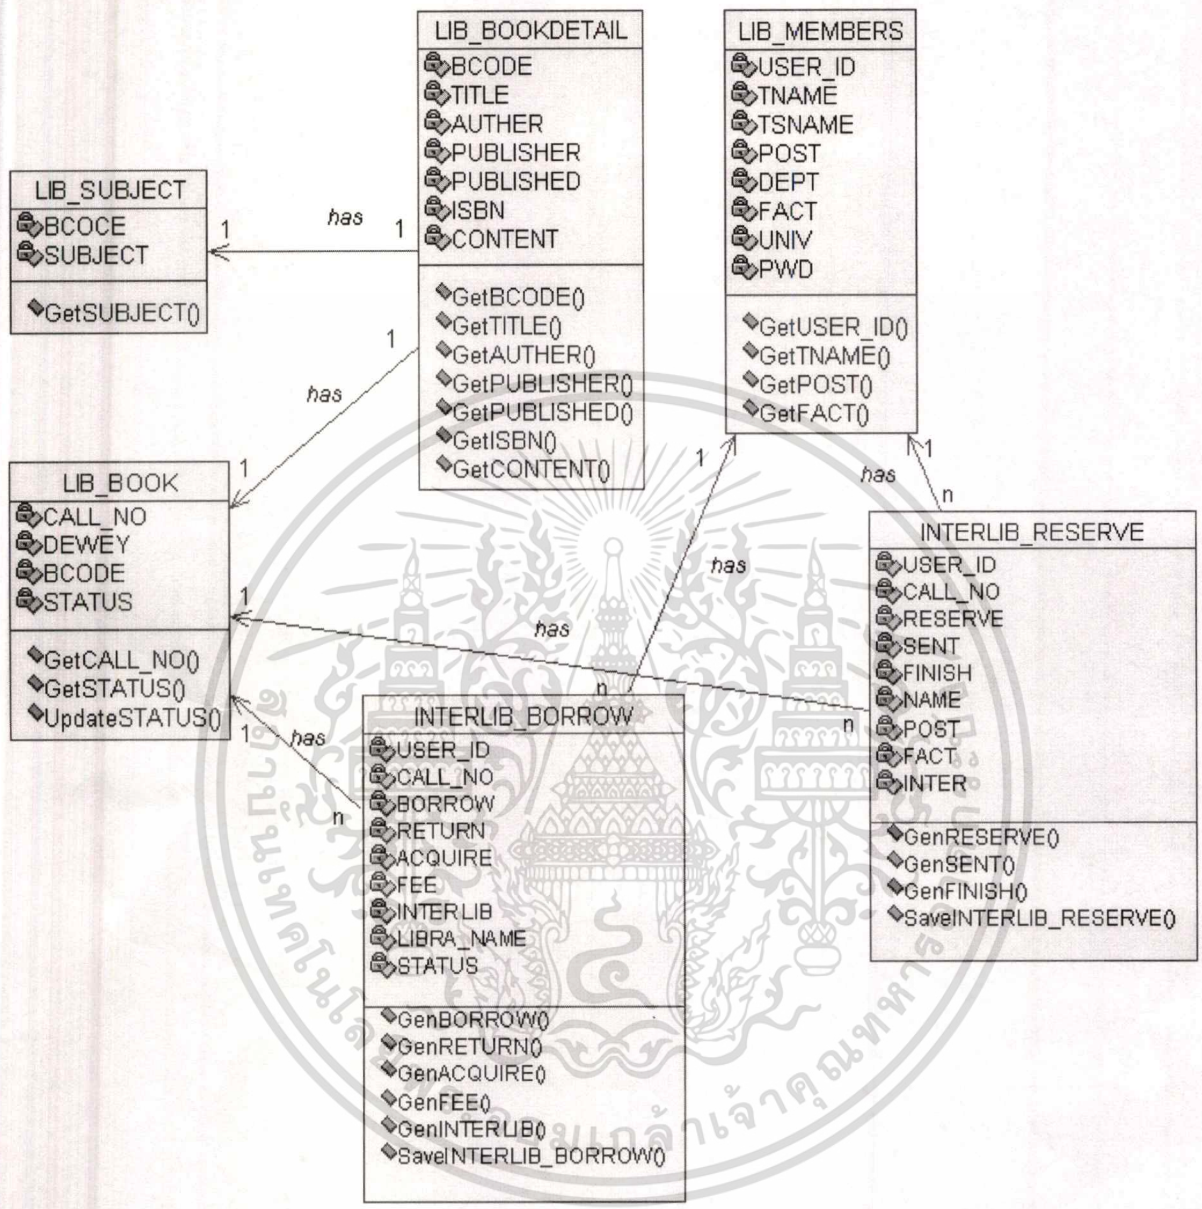 LIB_BOOKDETAIL
BCODE
TITLE
AUTHER
PUBLISHER
PUBLISHED
ISBN
CONTENT
GetBCODE()
GetTITLE()
GetAUTHER()
GetPUBLISHER()
GetPUBLISHED()
GetISBN()
GetCONTENT()
LIB_MEMBERS
USER_ID
TNAME
TSNAME
POST
DEPT
FACT
UNIV
PWD
GetUSER_ID()
GetTNAME()
GetPOST()
GetFACT()
LIB_SUBJECT
BCOCE
SUBJECT
GetSUBJECT()
1
has
1
1
has
1
LIB_BOOK
CALL_NO
DEWEY
BCODE
STATUS
GetCALL_NO()
GetSTATUS()
UpdateSTATUS()
1
has
n
1
has
n
1
has
n
1
has
n
INTERLIB_BORROW
USER_ID
CALL_NO
BORROW
RETURN
ACQUIRE
FEE
INTERLIB
LIBRA_NAME
STATUS
GenBORROW()
GenRETURN()
GenACQUIRE()
GenFEE()
GenINTERLIB()
SaveINTERLIB_BORROW()
INTERLIB_RESERVE
USER_ID
CALL_NO
RESERVE
SENT
FINISH
NAME
POST
FACT
INTER
GenRESERVE()
GenSENT()
GenFINISH()
SaveINTERLIB_RESERVE()